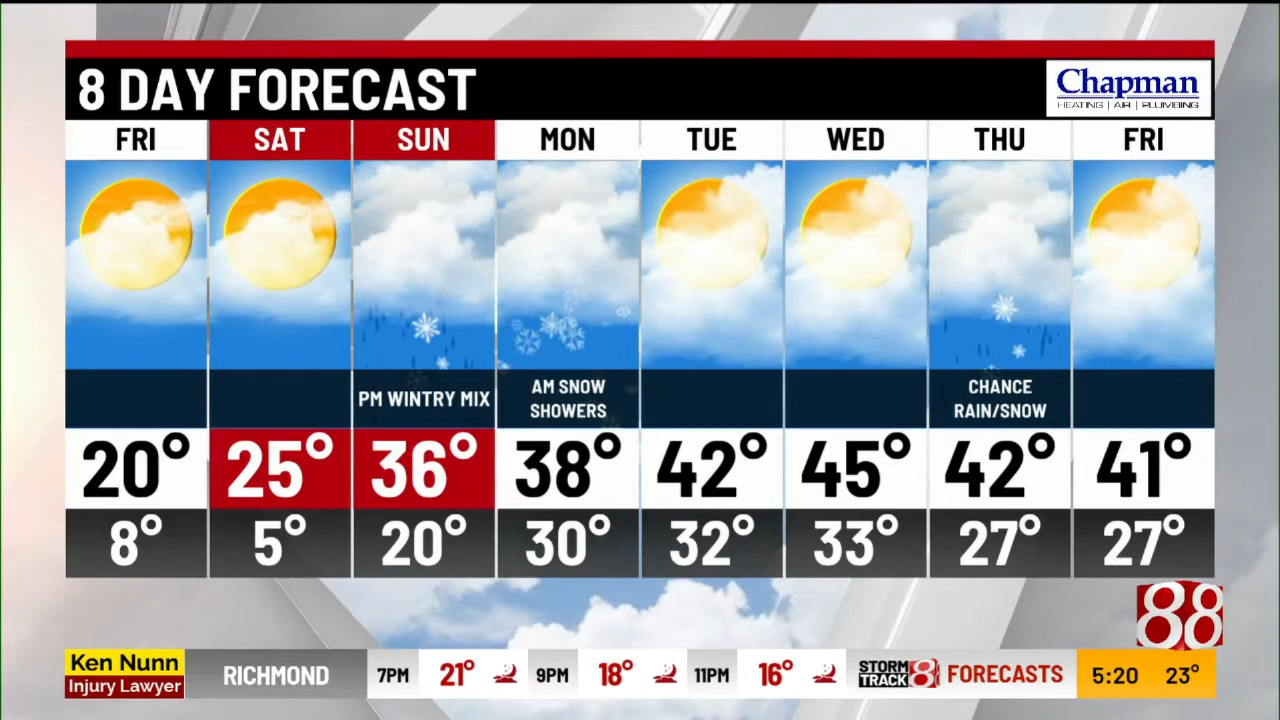 8 DAY FORECAST
Chapman
HEATING | AIR | PLUMBING
FRI SAT SUN MON TUE WED THU FRI
PM WINTRY MIX
AM SNOW
SHOWERS
CHANCE
RAIN/SNOW
20° 25° 36° 38° 42° 45° 42° 41°
8° 5° 20° 30° 32° 33° 27° 27°
88
Ken Nunn
Injury Lawyer
RICHMOND 7PM 21° 9PM 18° 11PM 16°
STORM
TRACK 8 FORECASTS
5:20 23°